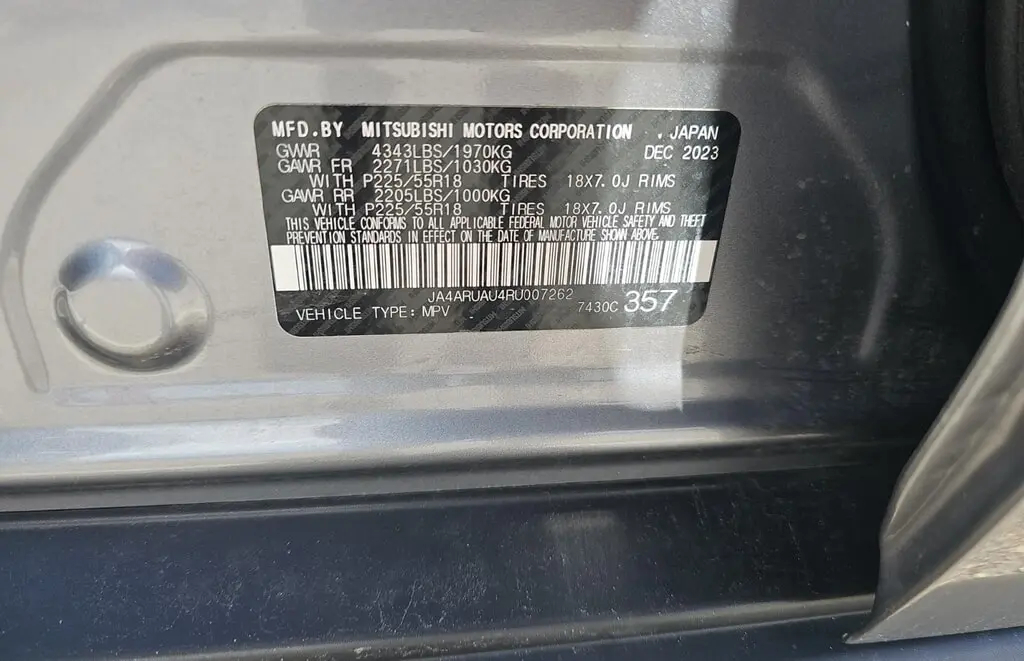 MFD.BY MITSUBISHI MOTORS CORPORATION , JAPAN
GVWR 4343LBS/1970KG DEC 2023
GAWR FR 2271LBS/1030KG
WITH P225/55R18 TIRES 18X7.0J RIMS
GAWR RR 2205LBS/1000KG
WITH P225/55R18 TIRES 18X7.0J RIMS
THIS VEHICLE CONFORMS TO ALL APPLICABLE FEDERAL MOTOR VEHICLE SAFETY AND THEFT
PREVENTION STANDARDS IN EFFECT ON THE DATE OF MANUFACTURE SHOWN ABOVE.
JA4ARUAU4RU007262
VEHICLE TYPE: MPV 7430C 357